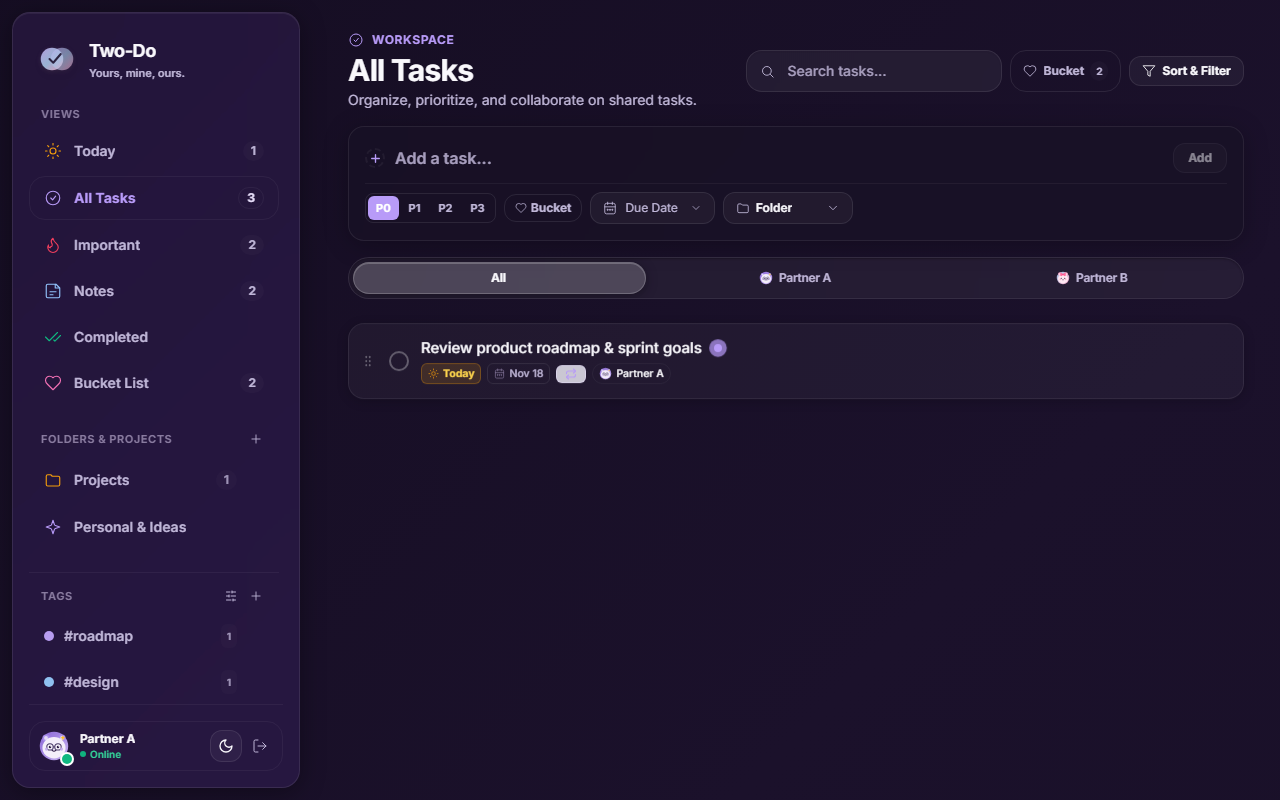 Two-Do
Yours, mine, ours.
VIEWS
Today 1
All Tasks 3
Important 2
Notes 2
Completed
Bucket List 2
FOLDERS & PROJECTS
Projects 1
Personal & Ideas
TAGS
#roadmap 1
#design 1
Partner A
Online
WORKSPACE
All Tasks
Organize, prioritize, and collaborate on shared tasks.
Search tasks...
Bucket 2
Sort & Filter
Add a task...
Add
P0 P1 P2 P3 Bucket Due Date Folder
All Partner A Partner B
Review product roadmap & sprint goals
Today Nov 18 Partner A